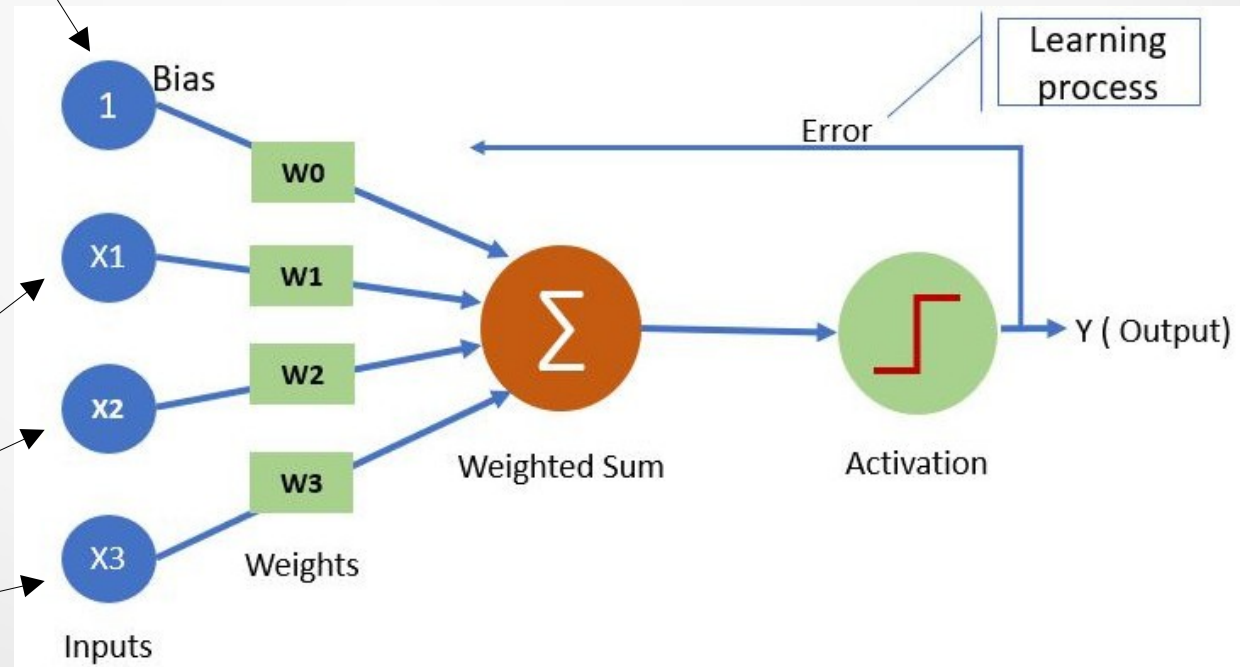 Learning
process
1
Bias
Error
W0
X1
W1
Σ
Y ( Output)
W2
X2
Weighted Sum
Activation
W3
X3
Weights
Inputs